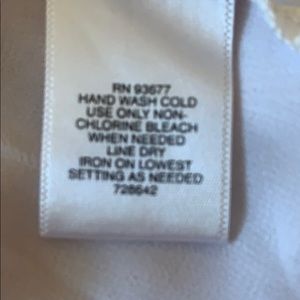 RN 93677
HAND WASH COLD
USE ONLY NON-
CHLORINE BLEACH
WHEN NEEDED
LINE DRY
IRON ON LOWEST
SETTING AS NEEDED
728642